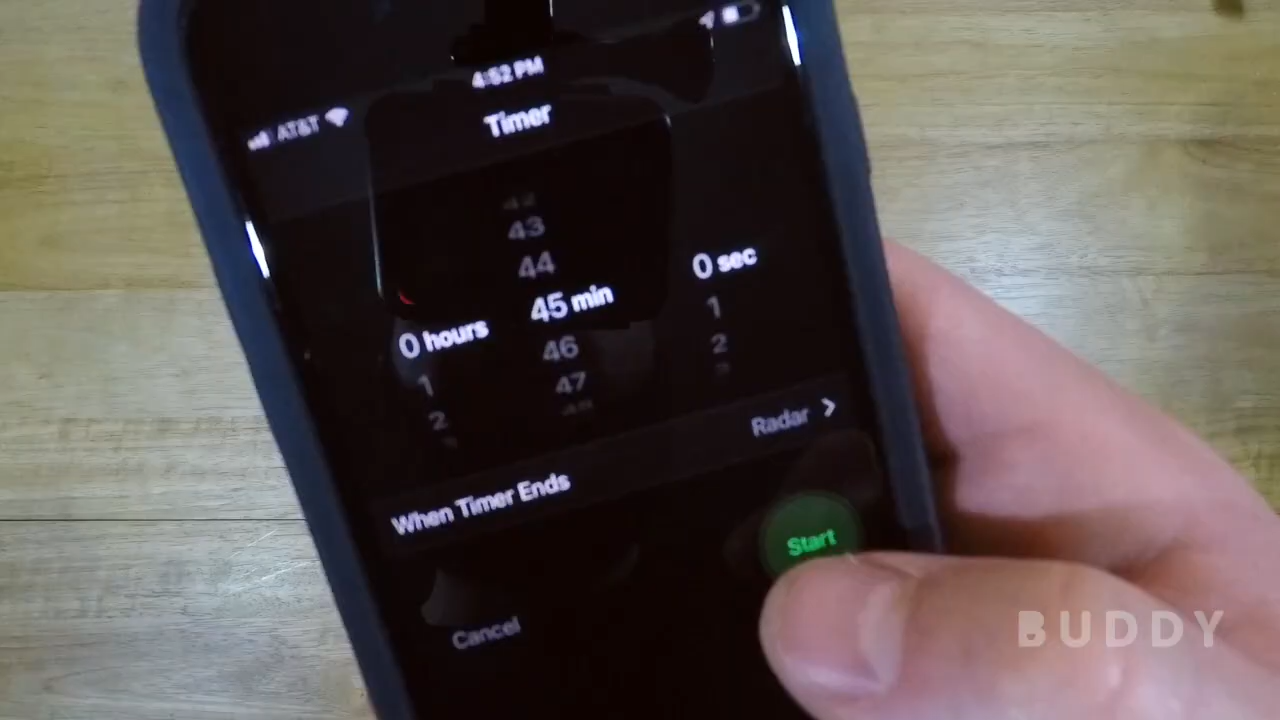 4:52 PM
AT&T
Timer
42
43
44
45 min
0 hours
0 sec
46
1
1
47
2
2
Radar
When Timer Ends
Start
Cancel
BUDDY